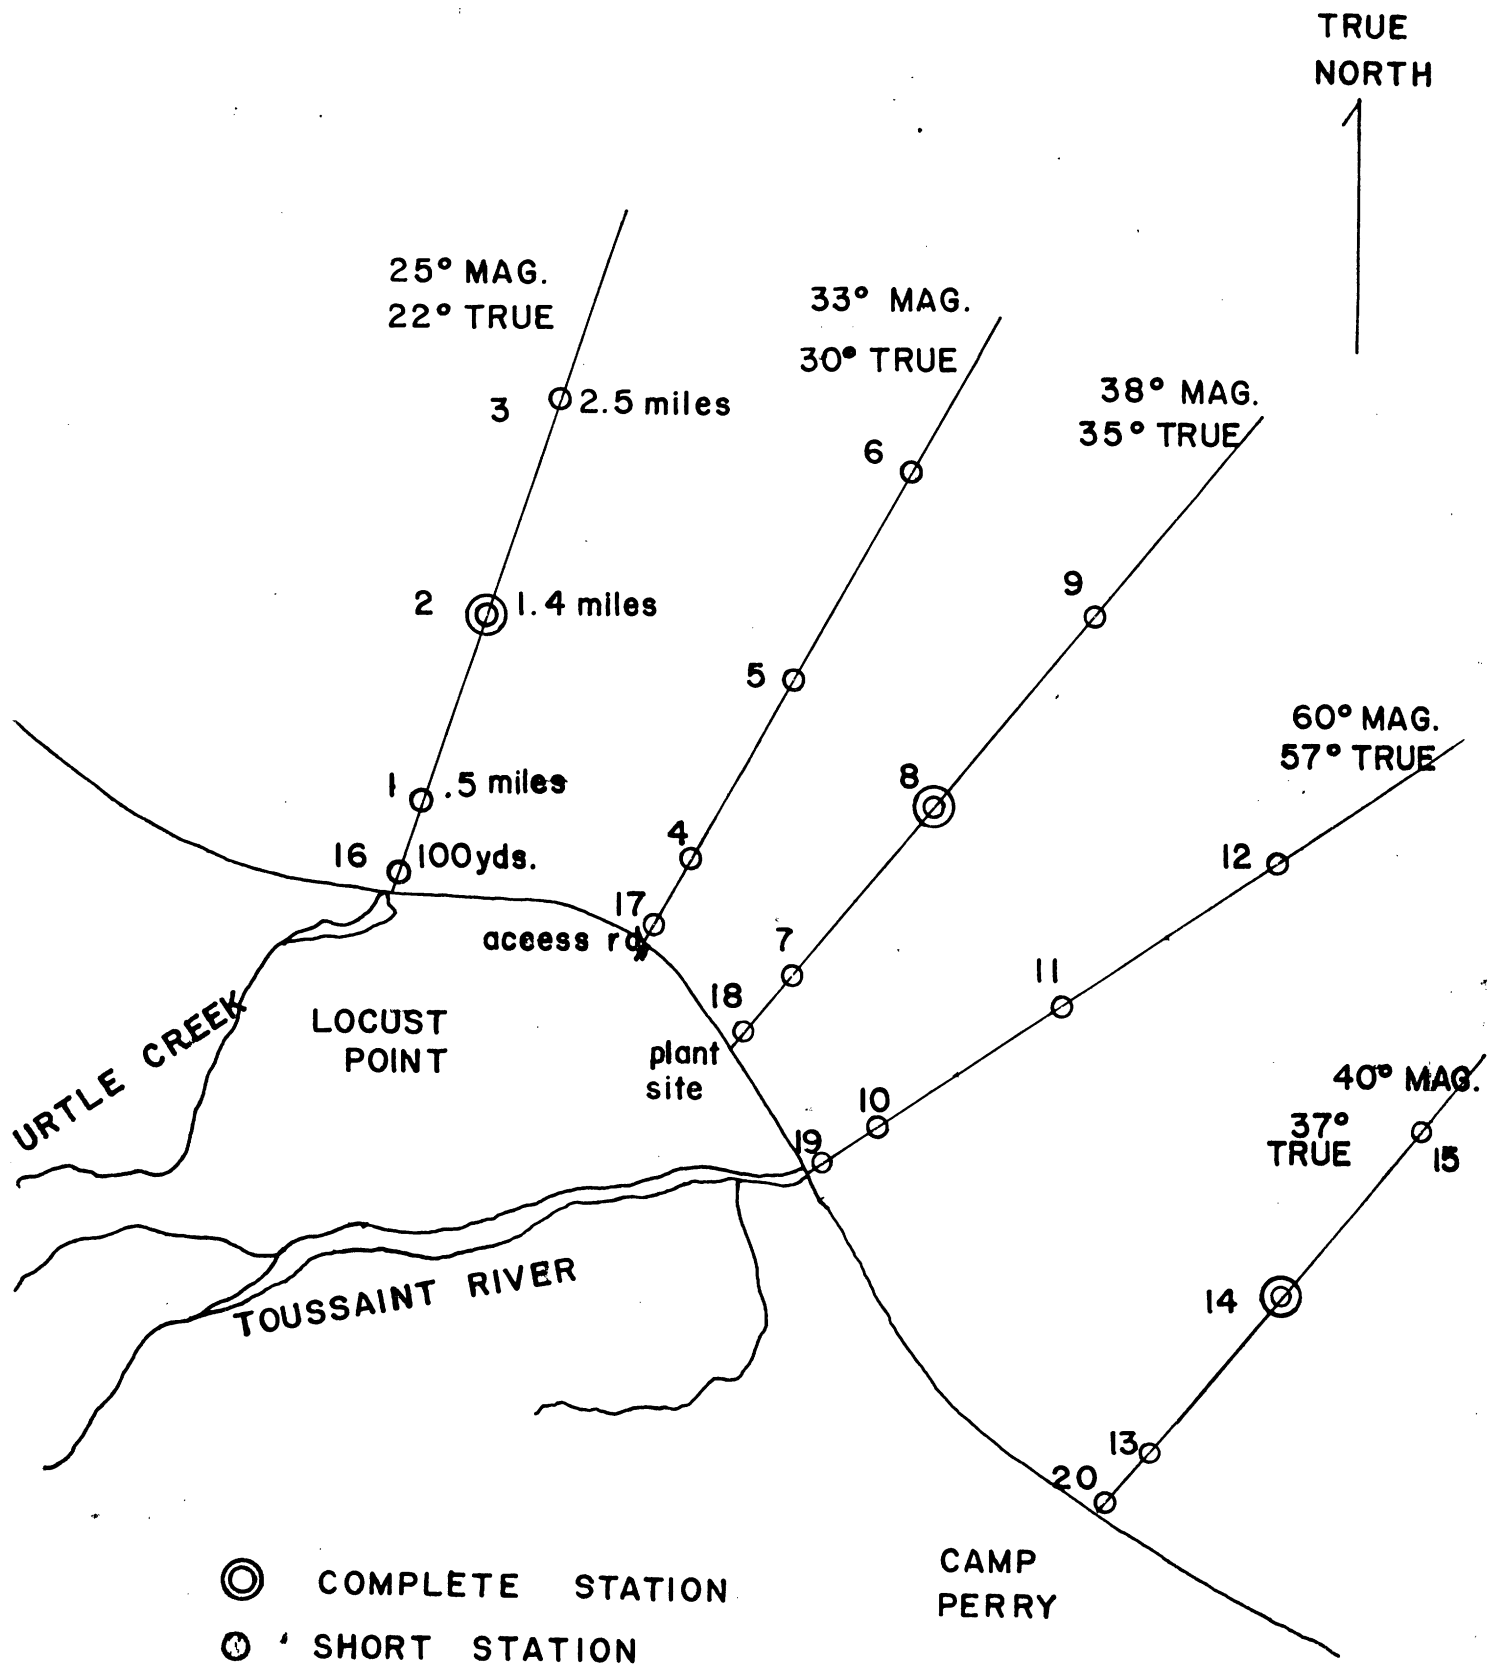 TRUE
NORTH
25° MAG.
22° TRUE
33° MAG.
30° TRUE
38° MAG.
35° TRUE
3 2.5 miles
6
9
2 1.4 miles
5
60° MAG.
57° TRUE
8
1 .5 miles
4
12
16 100yds.
17
access rd
7
11
18
URTLE CREEK
LOCUST
POINT
plant
site
40° MAG.
37°
TRUE
15
10
19
TOUSSAINT RIVER
14
13
20
CAMP
PERRY
COMPLETE STATION
SHORT STATION